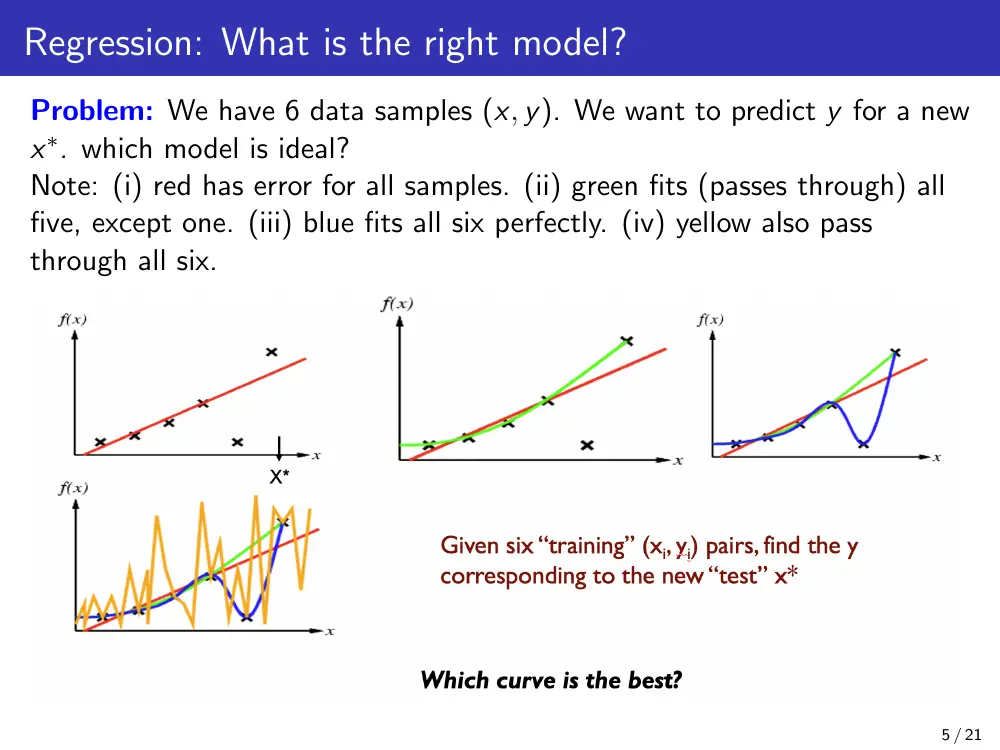 Regression: What is the right model?
Problem: We have 6 data samples (x, y). We want to predict y for a new
x*. which model is ideal?
Note: (i) red has error for all samples. (ii) green fits (passes through) all
five, except one. (iii) blue fits all six perfectly. (iv) yellow also pass
through all six.
f(x)
x
X*
f(x)
x
f(x)
x
f(x)
x
Given six “training” (xᵢ, yᵢ) pairs, find the y
corresponding to the new “test” x*
Which curve is the best?
5 / 21